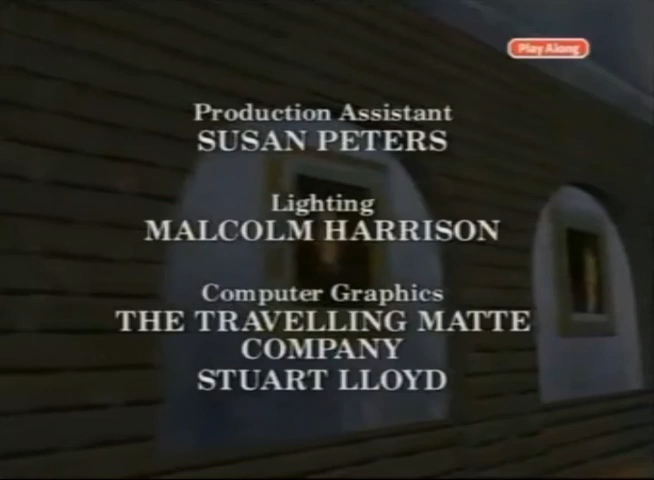 Play Along
Production Assistant
SUSAN PETERS
Lighting
MALCOLM HARRISON
Computer Graphics
THE TRAVELLING MATTE
COMPANY
STUART LLOYD